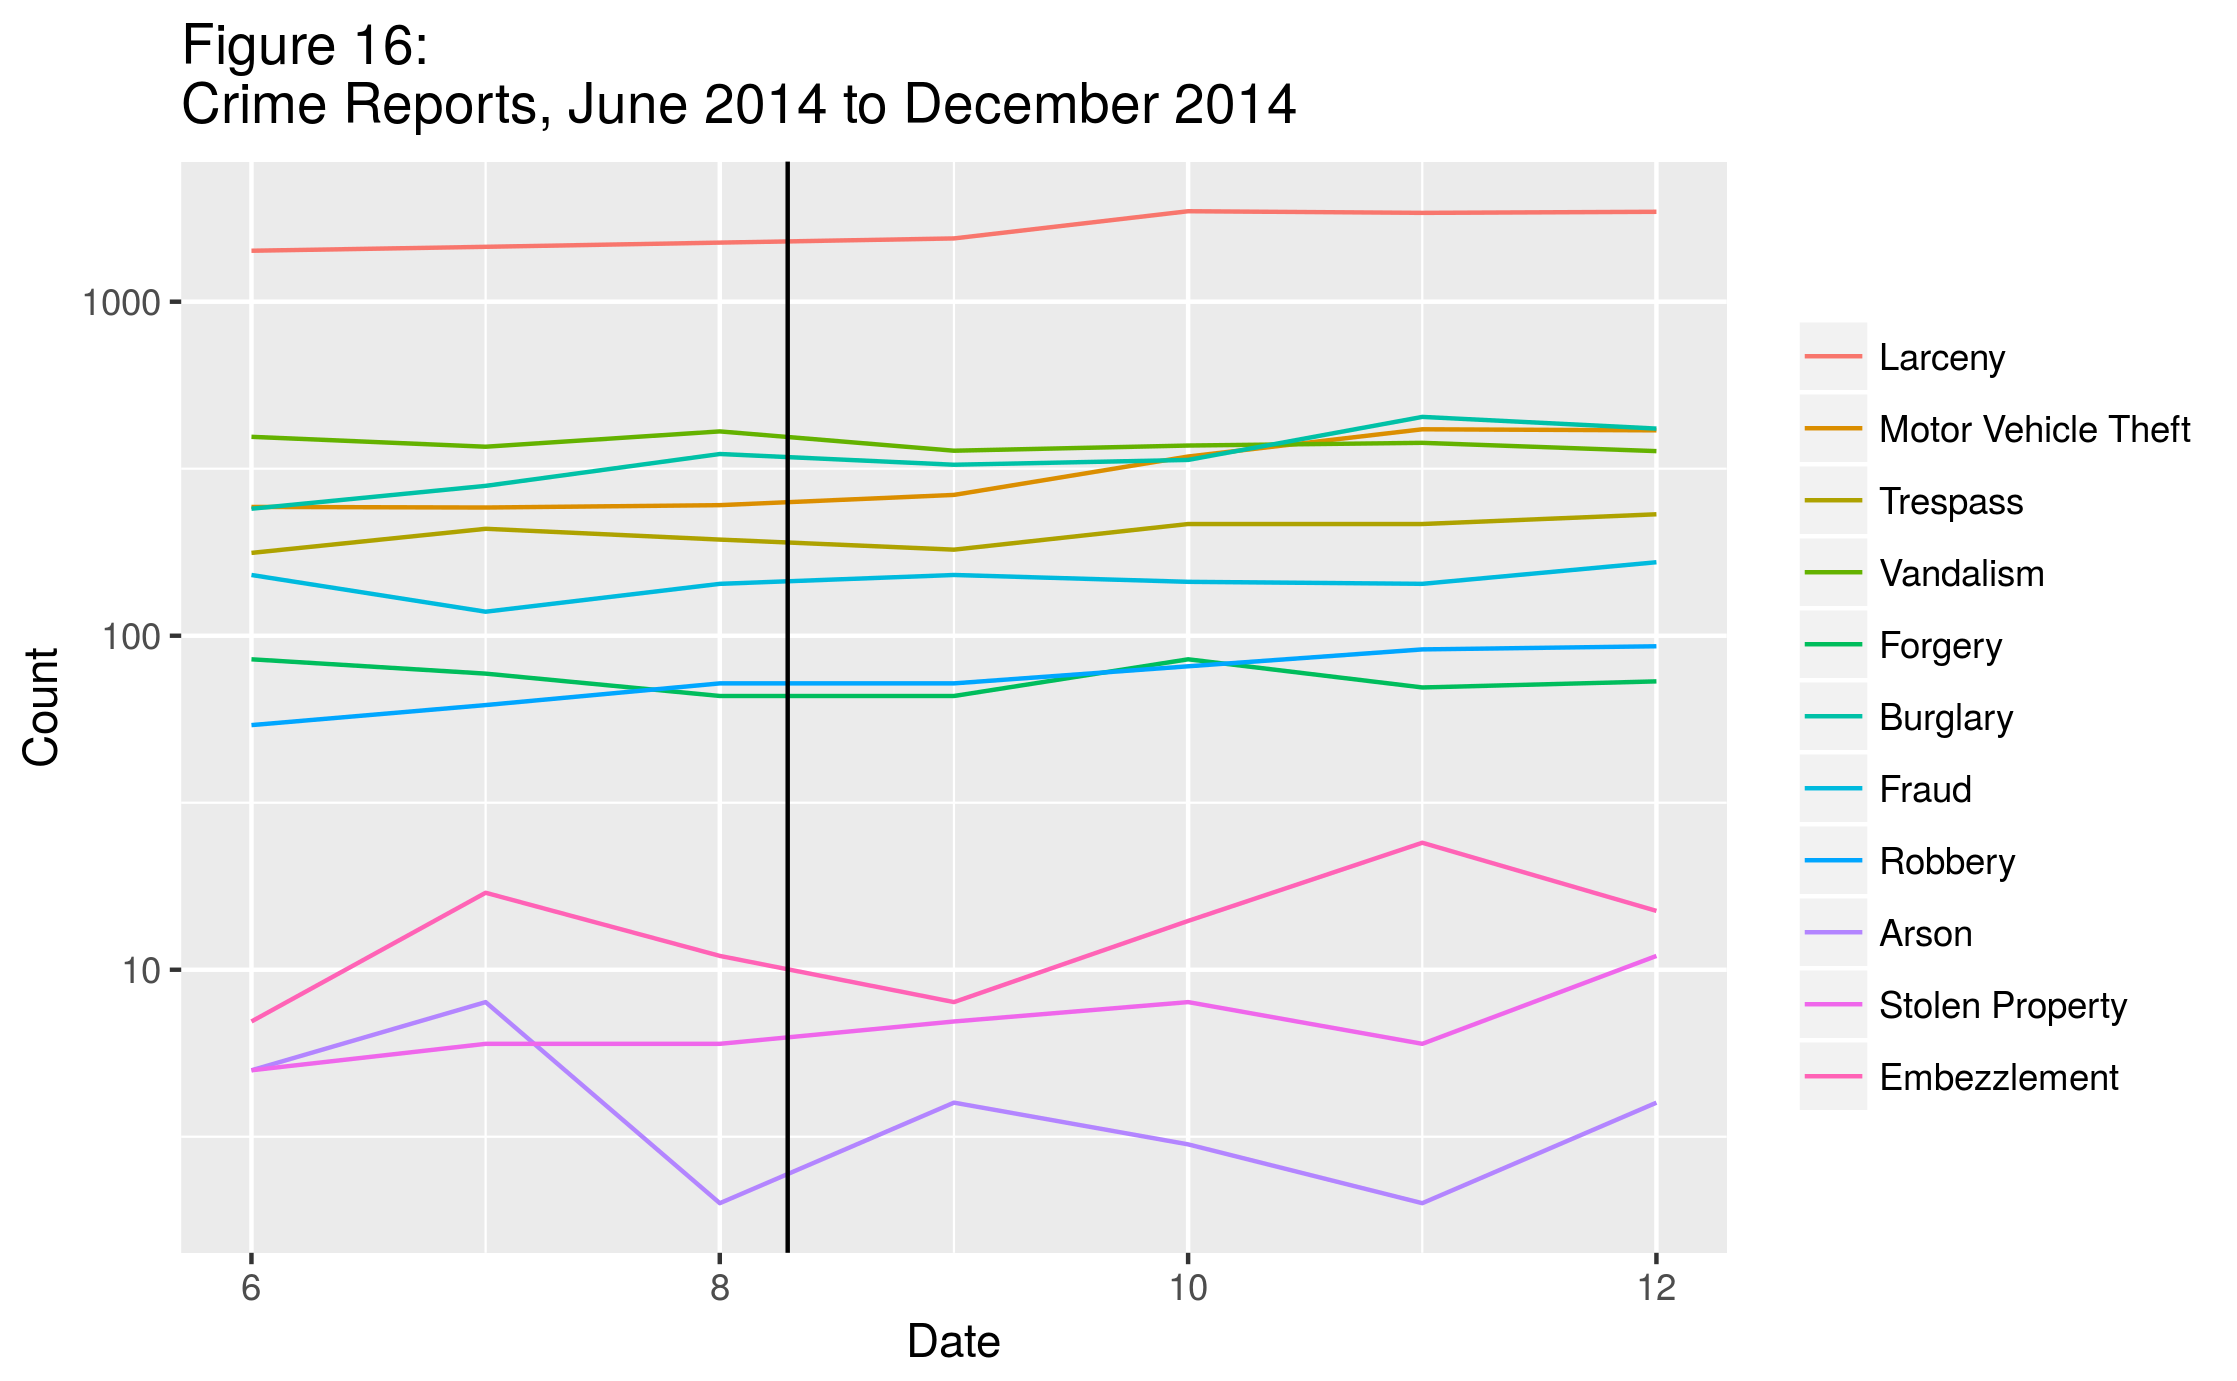 Figure 16:
Crime Reports, June 2014 to December 2014
1000
100
10
Count
6 8 10 12
Date
Larceny
Motor Vehicle Theft
Trespass
Vandalism
Forgery
Burglary
Fraud
Robbery
Arson
Stolen Property
Embezzlement